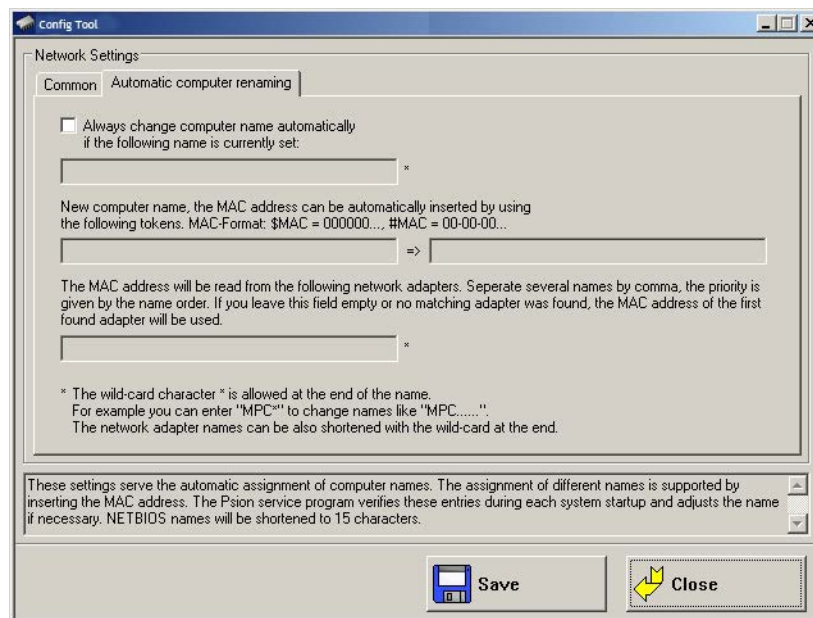 Config Tool
Network Settings
Common
Automatic computer renaming
Always change computer name automatically
if the following name is currently set:
*
New computer name, the MAC address can be automatically inserted by using
the following tokens. MAC-Format: $MAC = 000000..., #MAC = 00-00-00...
=>
The MAC address will be read from the following network adapters. Seperate several names by comma, the priority is
given by the name order. If you leave this field empty or no matching adapter was found, the MAC address of the first
found adapter will be used.
*
* The wild-card character * is allowed at the end of the name.
For example you can enter "MPC*" to change names like "MPC......".
The network adapter names can be also shortened with the wild-card at the end.
These settings serve the automatic assignment of computer names. The assignment of different names is supported by
inserting the MAC address. The Psion service program verifies these entries during each system startup and adjusts the name
if necessary. NETBIOS names will be shortened to 15 characters.
Save
Close